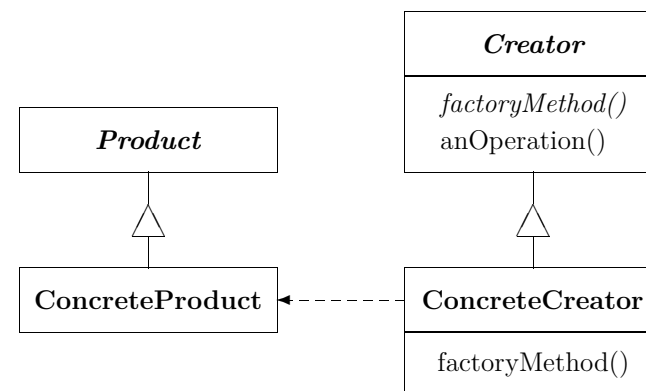 Creator
factoryMethod()
anOperation()
Product
ConcreteProduct
ConcreteCreator
factoryMethod()